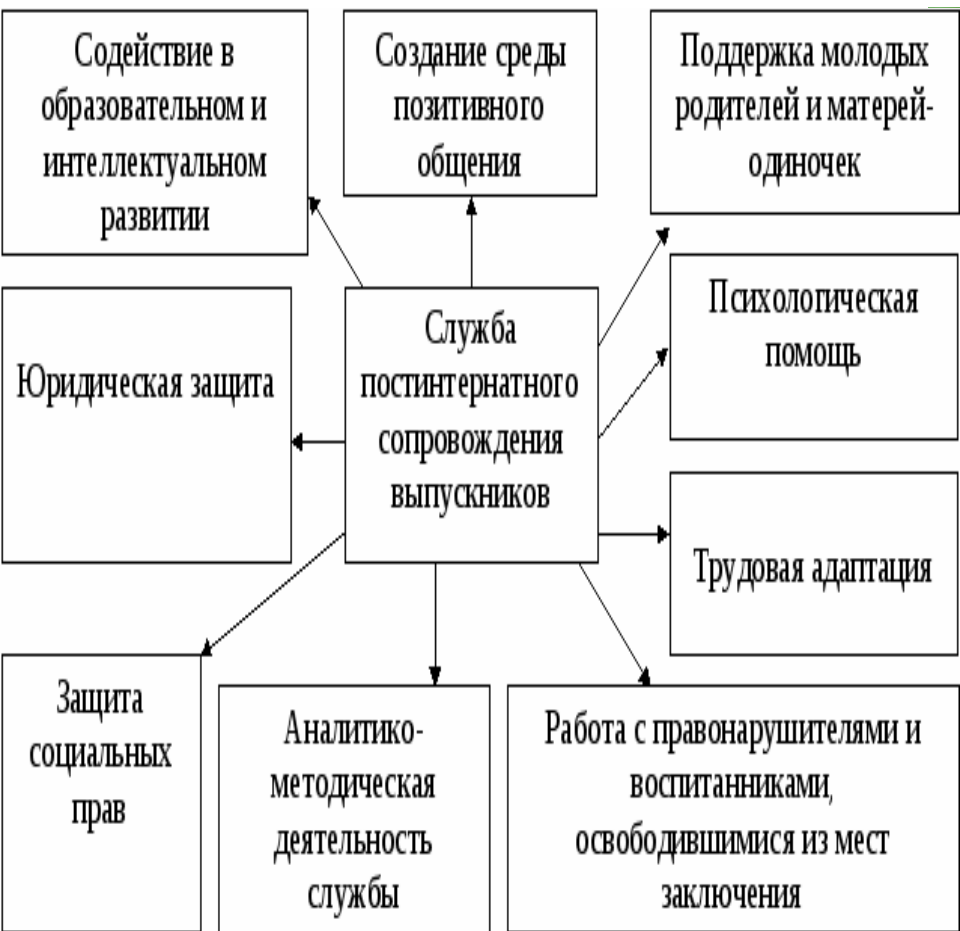 Содействие в
образовательном и
интеллектуальном
развитии
Создание среды
позитивного
общения
Поддержка молодых
родителей и матерей-
одиночек
Юридическая защита
Служба
постинтернатного
сопровождения
выпускников
Психологическая
помощь
Трудовая адаптация
Защита
социальных
прав
Аналитико-
методическая
деятельность
службы
Работа с правонарушителями и
воспитанниками,
освободившимися из мест
заключения